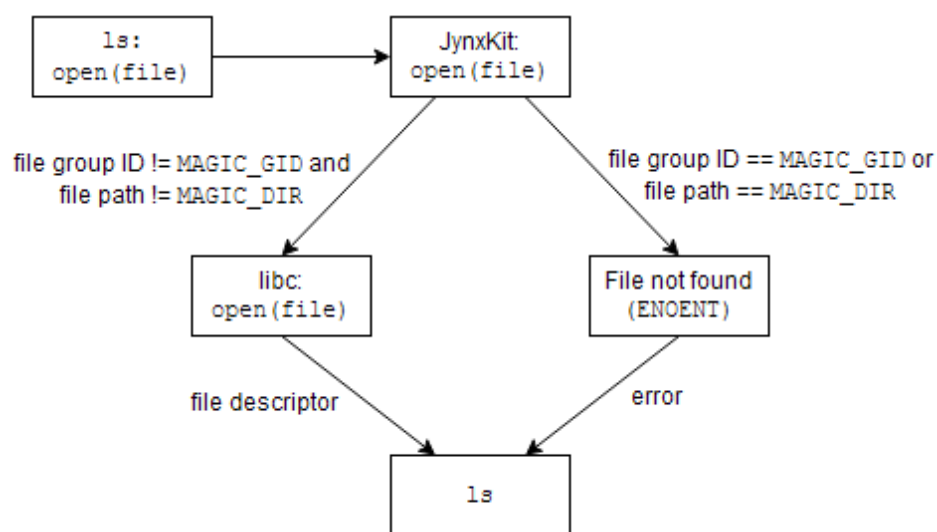 ls:
open(file)
JynxKit:
open(file)
file group ID != MAGIC_GID and
file path != MAGIC_DIR
file group ID == MAGIC_GID or
file path == MAGIC_DIR
libc:
open(file)
File not found
(ENOENT)
file descriptor
error
ls